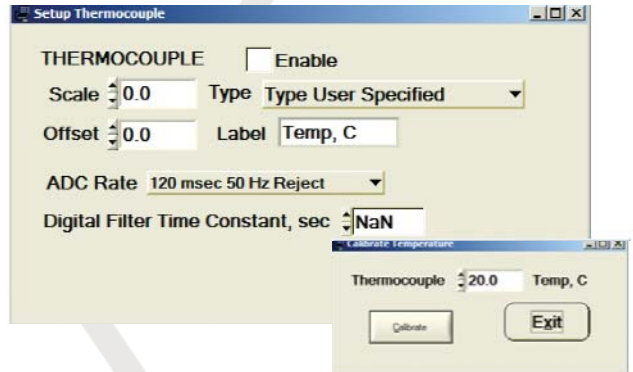 Setup Thermocouple
THERMOCOUPLE Enable
Scale 0.0 Type Type User Specified
Offset 0.0 Label Temp, C
ADC Rate 120 msec 50 Hz Reject
Digital Filter Time Constant, sec NaN
Calibrate Temperature
Thermocouple 20.0 Temp, C
Calibrate Exit